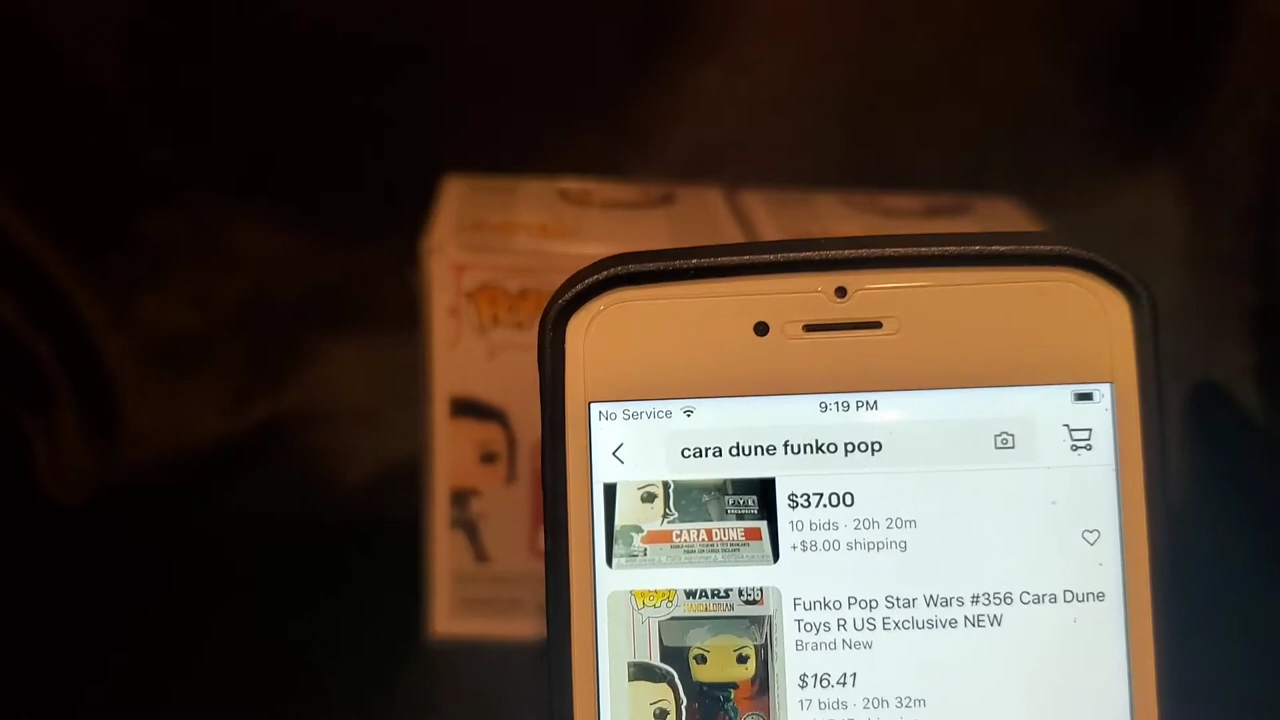 No Service
9:19 PM
cara dune funko pop
FYE
EXCLUSIVE
CARA DUNE
$37.00
10 bids · 20h 20m
+$8.00 shipping
POP!
WARS
356
MANDALORIAN
Funko Pop Star Wars #356 Cara Dune
Toys R US Exclusive NEW
Brand New
$16.41
17 bids · 20h 32m